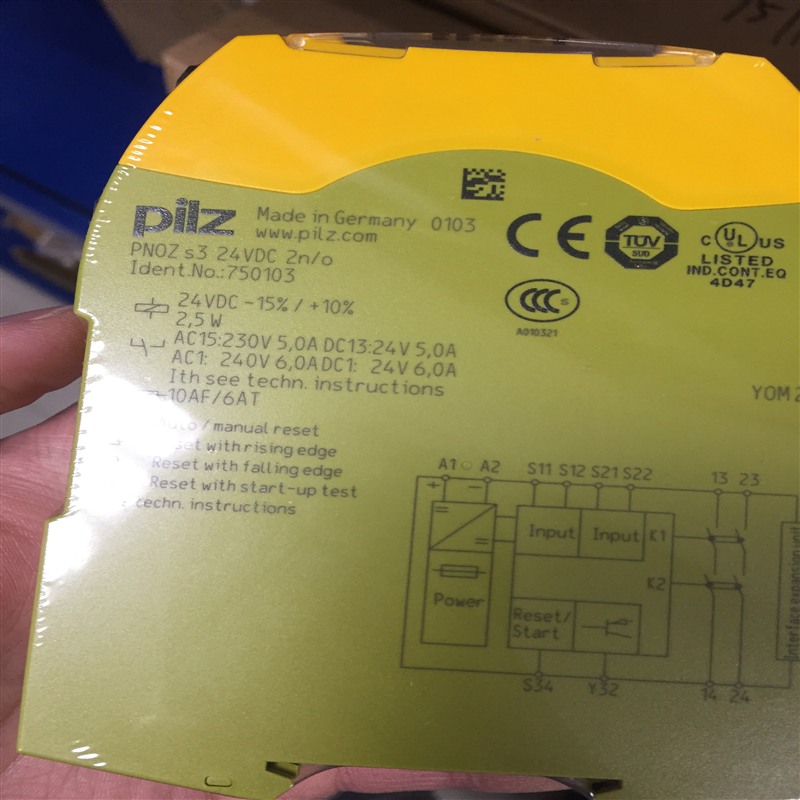 pilz Made in Germany 0103
www.pilz.com
PNOZ s3 24VDC 2n/o
Ident.No.:750103
24VDC -15% / +10%
2,5 W
AC15:230V 5,0A DC13:24V 5,0A
AC1: 240V 6,0A DC1: 24V 6,0A
Ith see techn. instructions
10AF/6AT
/ manual reset
with rising edge
Reset with falling edge
Reset with start-up test
techn. instructions
CE
TÜV
SÜD
C UL US
LISTED
IND.CONT.EQ
4D47
CCC S
A010321
YOM 2
A1 A2 S11 S12 S21 S22 13 23
+ −
Input Input K1
K2
Power
Reset/
Start
Interface expansion unit
S34 Y32 14 24